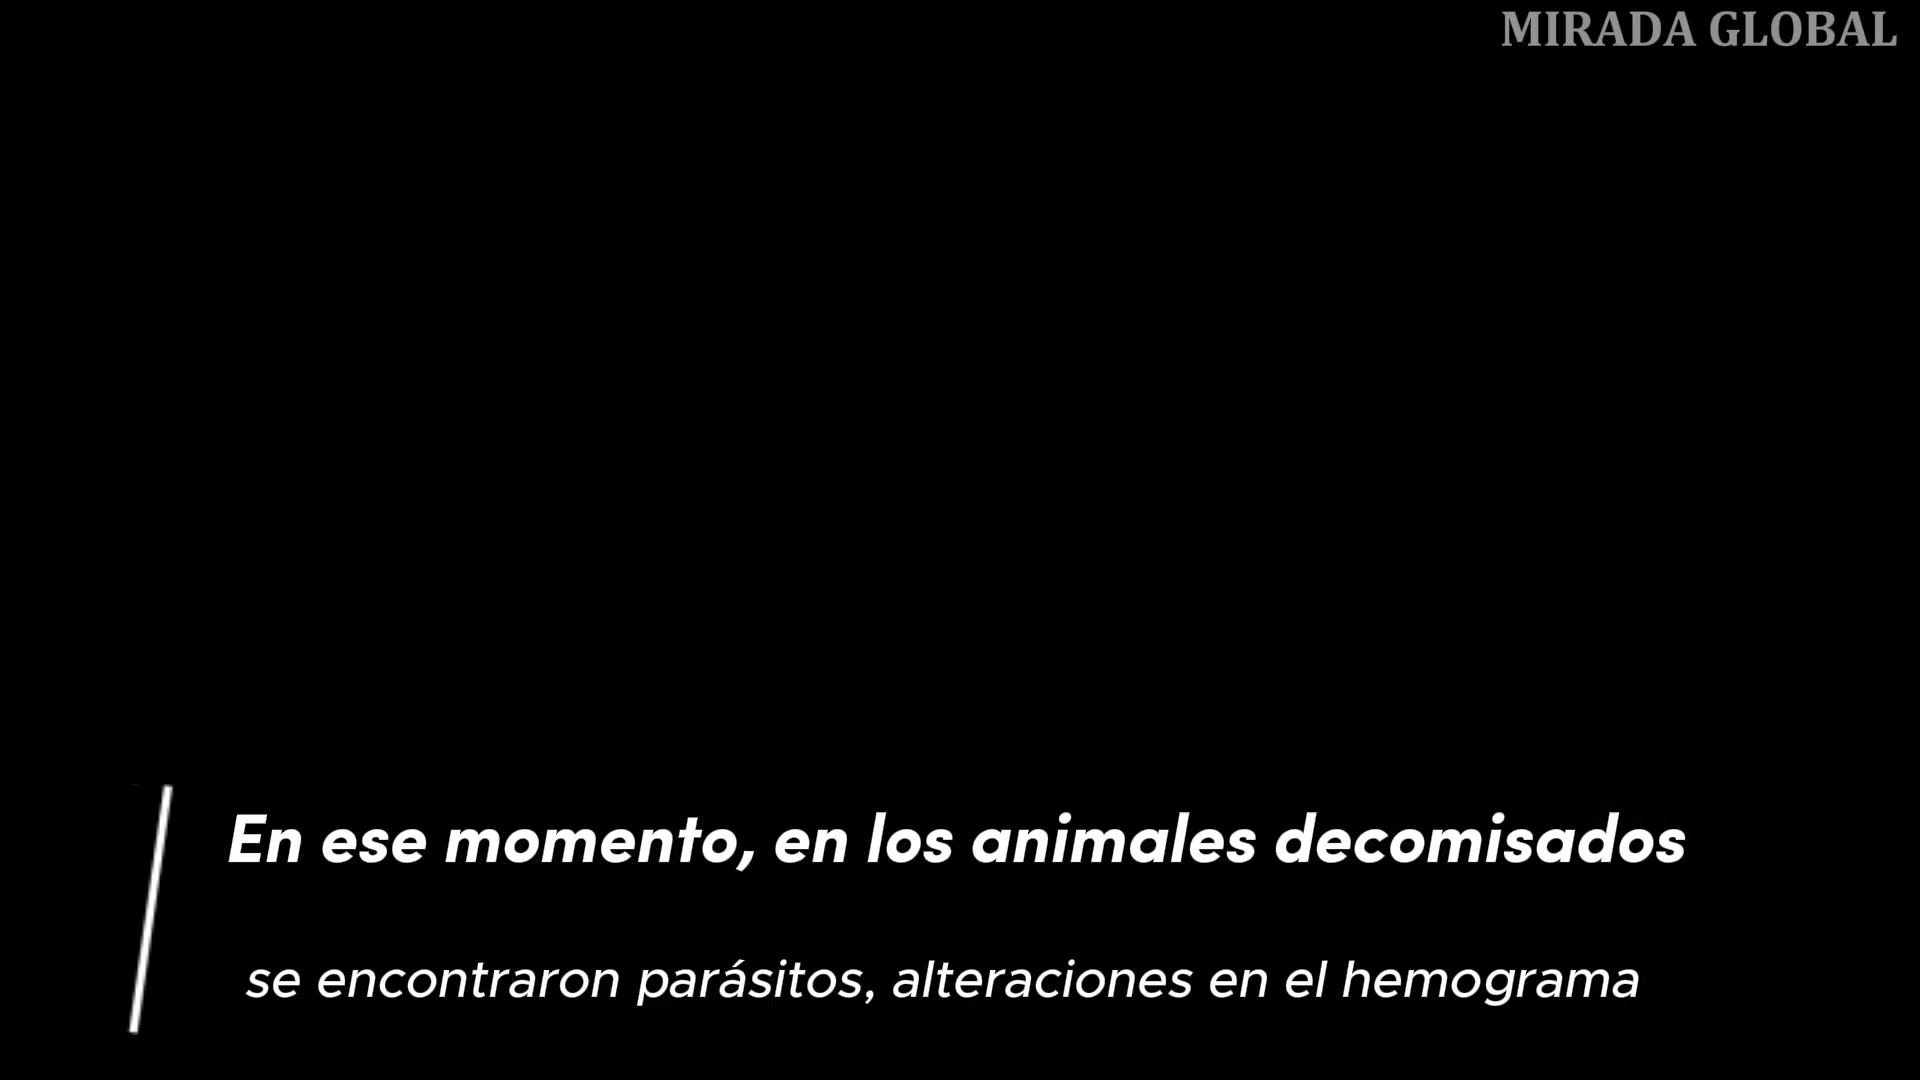 MIRADA GLOBAL
En ese momento, en los animales decomisados
se encontraron parásitos, alteraciones en el hemograma